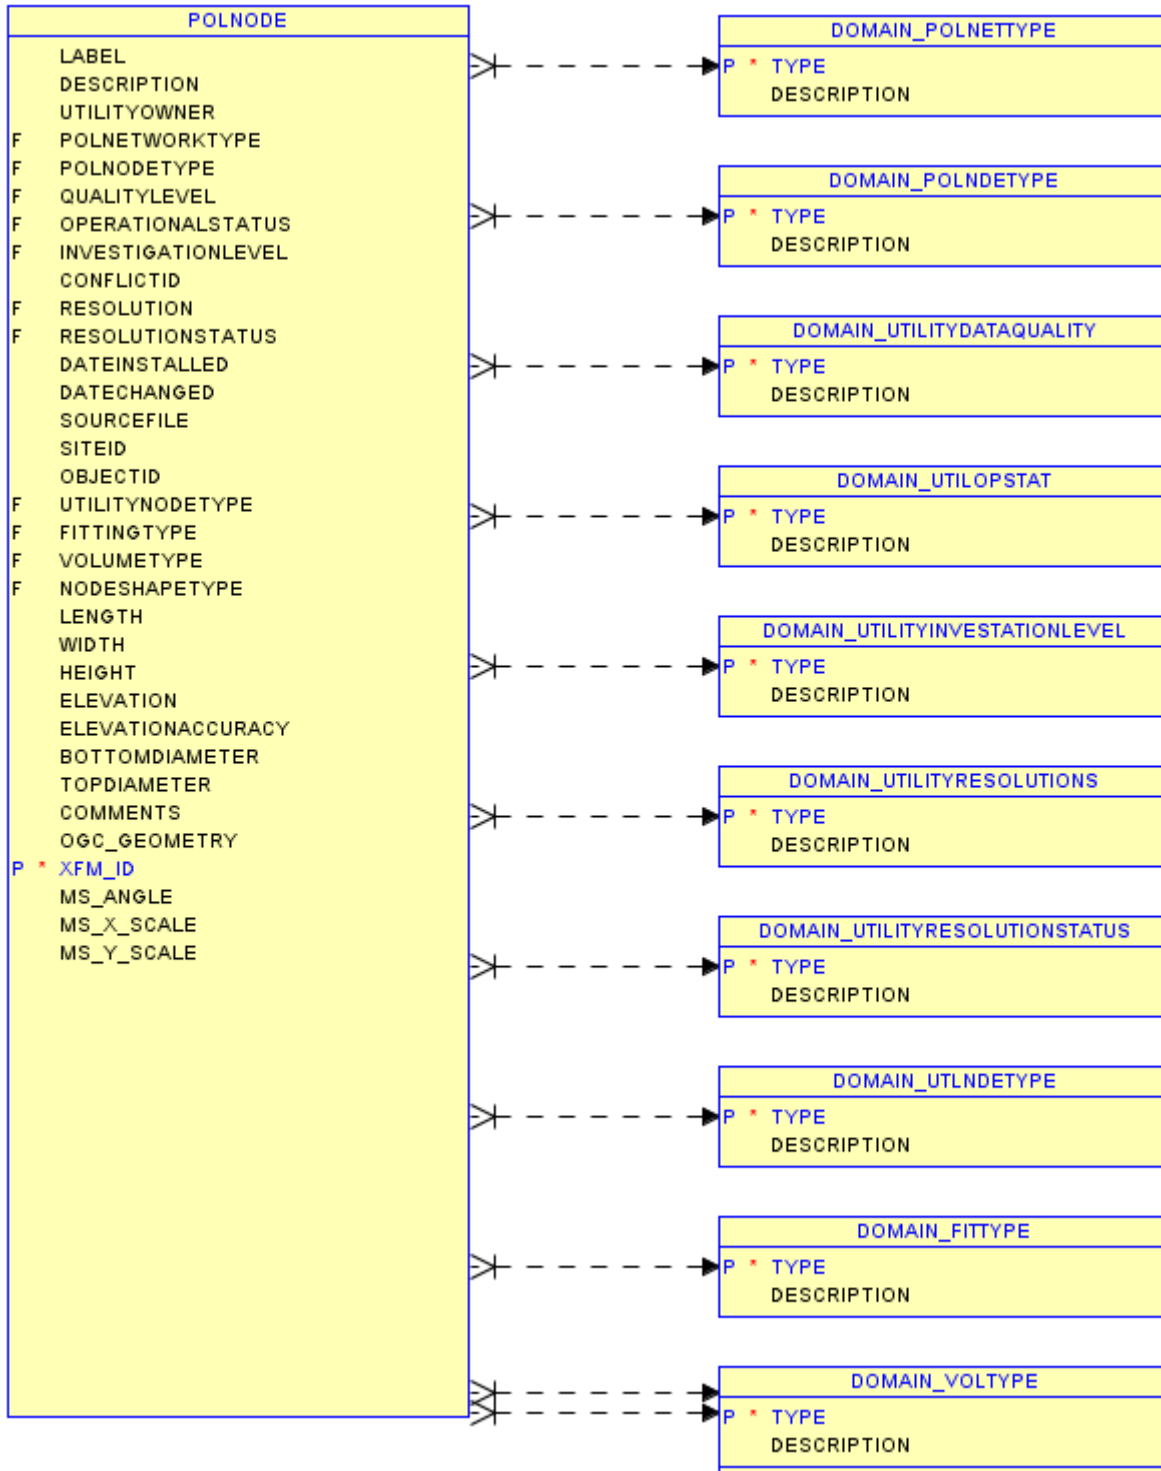 POLNODE
LABEL
DESCRIPTION
UTILITYOWNER
F POLNETWORKTYPE
F POLNODETYPE
F QUALITYLEVEL
F OPERATIONALSTATUS
F INVESTIGATIONLEVEL
CONFLICTID
F RESOLUTION
F RESOLUTIONSTATUS
DATEINSTALLED
DATECHANGED
SOURCEFILE
SITEID
OBJECTID
F UTILITYNODETYPE
F FITTINGTYPE
F VOLUMETYPE
F NODESHAPETYPE
LENGTH
WIDTH
HEIGHT
ELEVATION
ELEVATIONACCURACY
BOTTOMDIAMETER
TOPDIAMETER
COMMENTS
OGC_GEOMETRY
P * XFM_ID
MS_ANGLE
MS_X_SCALE
MS_Y_SCALE
DOMAIN_POLNETTYPE
P * TYPE
DESCRIPTION
DOMAIN_POLNDETYPE
P * TYPE
DESCRIPTION
DOMAIN_UTILITYDATAQUALITY
P * TYPE
DESCRIPTION
DOMAIN_UTILOPSTAT
P * TYPE
DESCRIPTION
DOMAIN_UTILITYINVESTATIONLEVEL
P * TYPE
DESCRIPTION
DOMAIN_UTILITYRESOLUTIONS
P * TYPE
DESCRIPTION
DOMAIN_UTILITYRESOLUTIONSTATUS
P * TYPE
DESCRIPTION
DOMAIN_UTLNDETYPE
P * TYPE
DESCRIPTION
DOMAIN_FITTYPE
P * TYPE
DESCRIPTION
DOMAIN_VOLTYPE
P * TYPE
DESCRIPTION